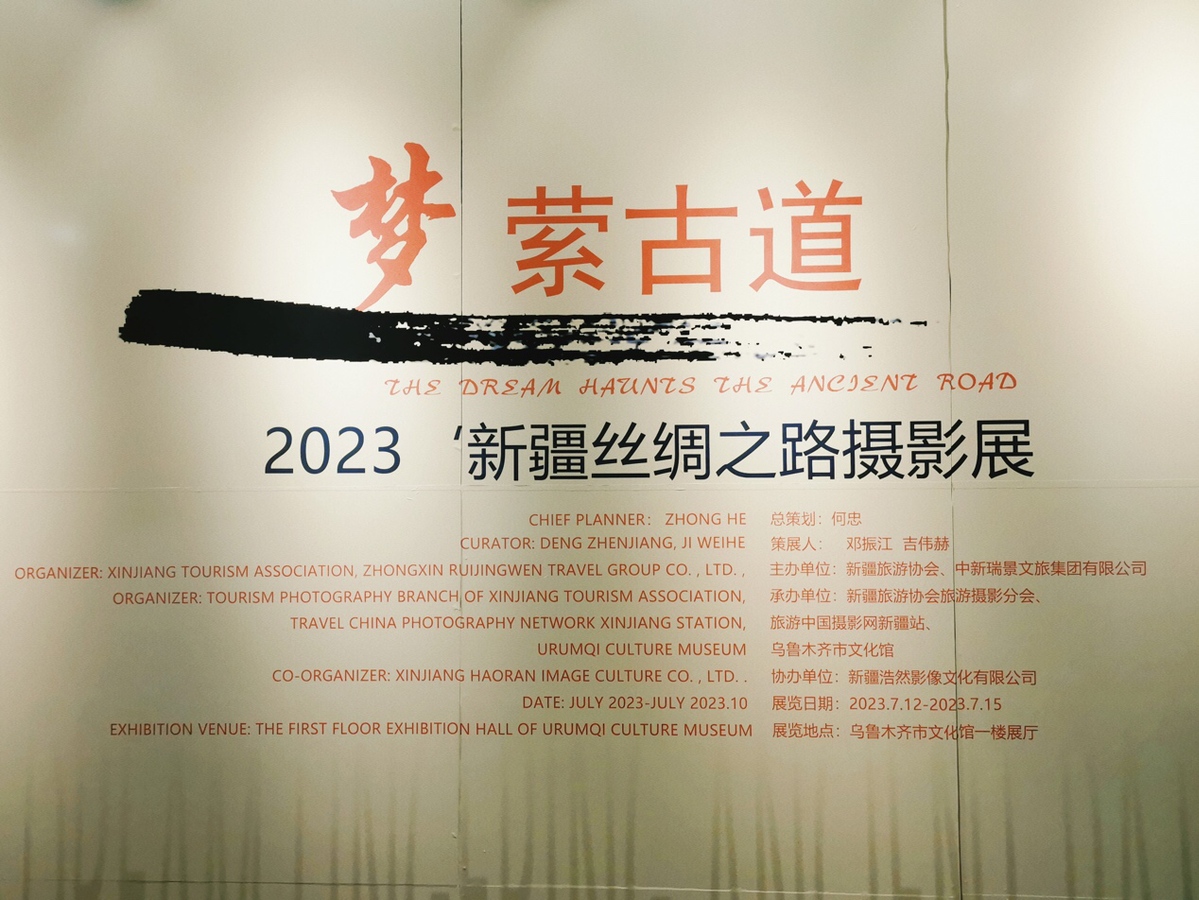 梦 萦古道
THE DREAM HAUNTS THE ANCIENT ROAD
2023 ‘新疆丝绸之路摄影展
CHIEF PLANNER： ZHONG HE 总策划：何忠
CURATOR: DENG ZHENJIANG, JI WEIHE 策展人： 邓振江 吉伟赫
ORGANIZER: XINJIANG TOURISM ASSOCIATION, ZHONGXIN RUIJINGWEN TRAVEL GROUP CO. , LTD. , 主办单位：新疆旅游协会、中新瑞景文旅集团有限公司
ORGANIZER: TOURISM PHOTOGRAPHY BRANCH OF XINJIANG TOURISM ASSOCIATION, 承办单位：新疆旅游协会旅游摄影分会、
TRAVEL CHINA PHOTOGRAPHY NETWORK XINJIANG STATION, 旅游中国摄影网新疆站、
URUMQI CULTURE MUSEUM 乌鲁木齐市文化馆
CO-ORGANIZER: XINJIANG HAORAN IMAGE CULTURE CO. , LTD. . 协办单位：新疆浩然影像文化有限公司
DATE: JULY 2023-JULY 2023.10 展览日期：2023.7.12-2023.7.15
EXHIBITION VENUE: THE FIRST FLOOR EXHIBITION HALL OF URUMQI CULTURE MUSEUM 展览地点：乌鲁木齐市文化馆一楼展厅